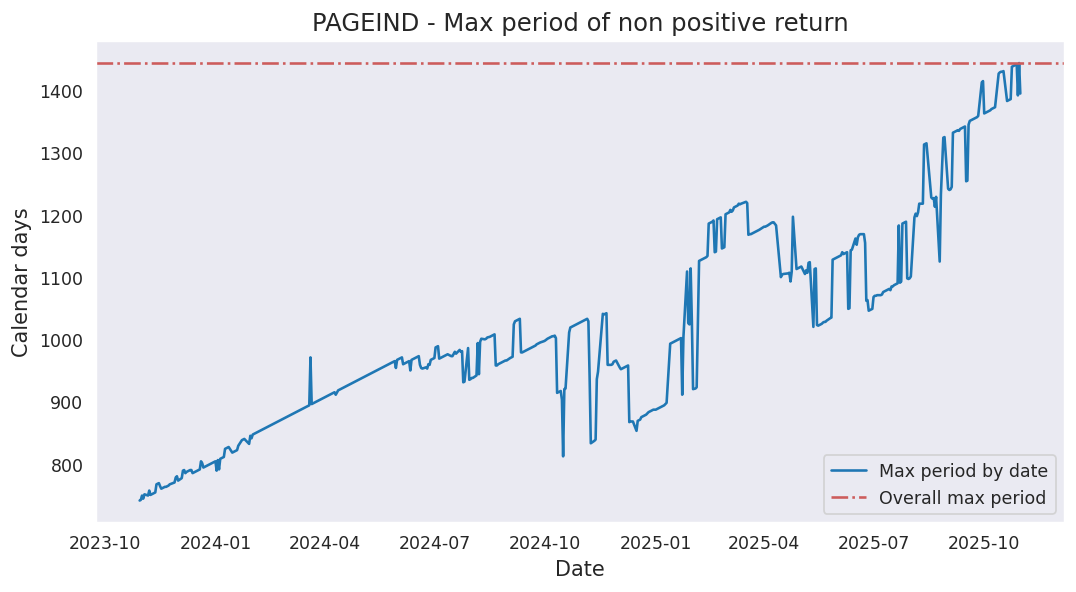 PAGEIND - Max period of non positive return
Calendar days
1400
1300
1200
1100
1000
900
800
2023-10 2024-01 2024-04 2024-07 2024-10 2025-01 2025-04 2025-07 2025-10
Date
Max period by date
Overall max period